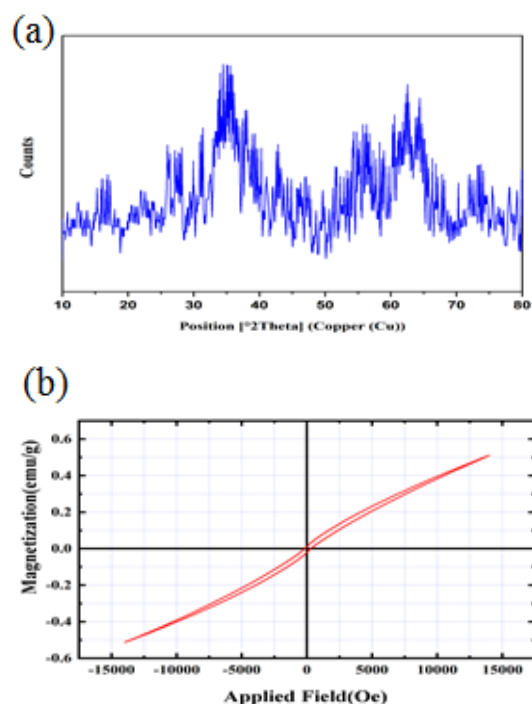 (a)
Counts
10 20 30 40 50 60 70 80
Position [°2Theta] (Copper (Cu))
(b)
Magnetization(emu/g)
0.6
0.4
0.2
0.0
-0.2
-0.4
-0.6
-15000 -10000 -5000 0 5000 10000 15000
Applied Field(Oe)